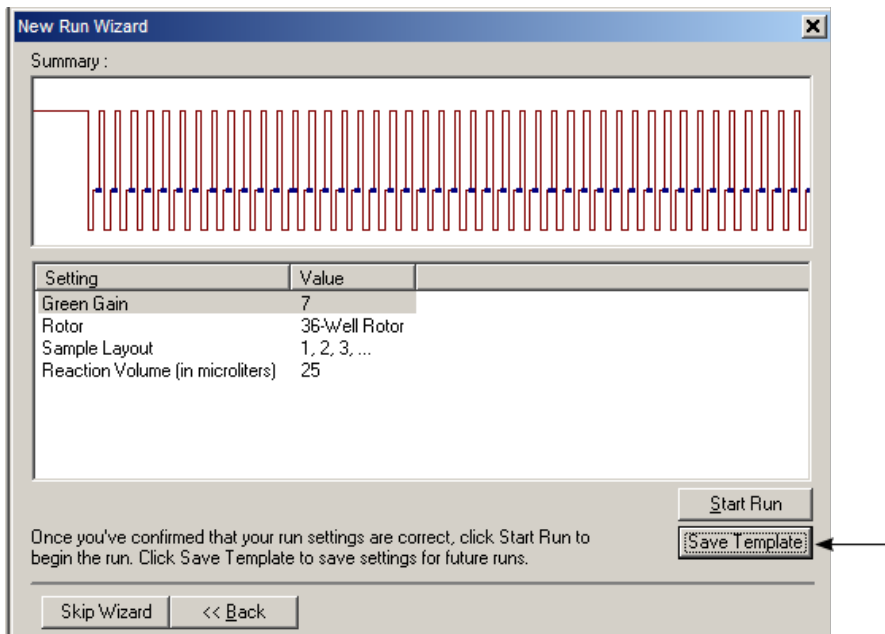 New Run Wizard
Summary :
Setting Value
Green Gain 7
Rotor 36-Well Rotor
Sample Layout 1, 2, 3, ...
Reaction Volume (in microliters) 25
Start Run
Once you've confirmed that your run settings are correct, click Start Run to
begin the run. Click Save Template to save settings for future runs.
Save Template
Skip Wizard << Back